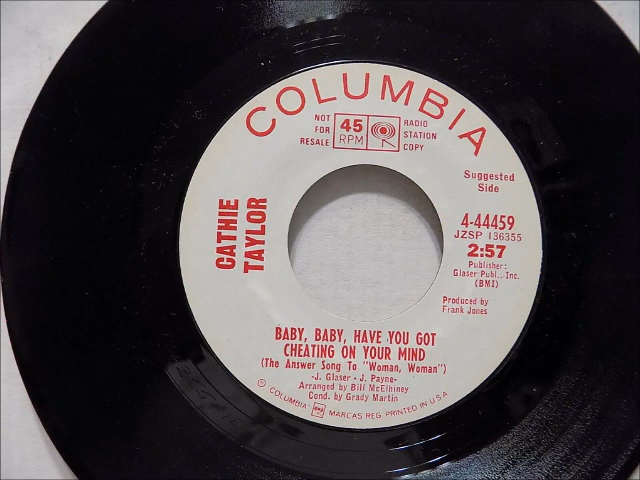 COLUMBIA
NOT
FOR
RESALE
45
RPM
RADIO
STATION
COPY
Suggested
Side
CATHIE
TAYLOR
4-44459
JZSP 136355
2:57
Publisher:
Glaser Publ., Inc.
(BMI)
Produced by
Frank Jones
BABY, BABY, HAVE YOU GOT
CHEATING ON YOUR MIND
(The Answer Song To "Woman, Woman")
-J. Glaser - J. Payne-
Arranged by Bill McElhiney
Cond. by Grady Martin
© COLUMBIA MARCAS REG. PRINTED IN U.S.A.